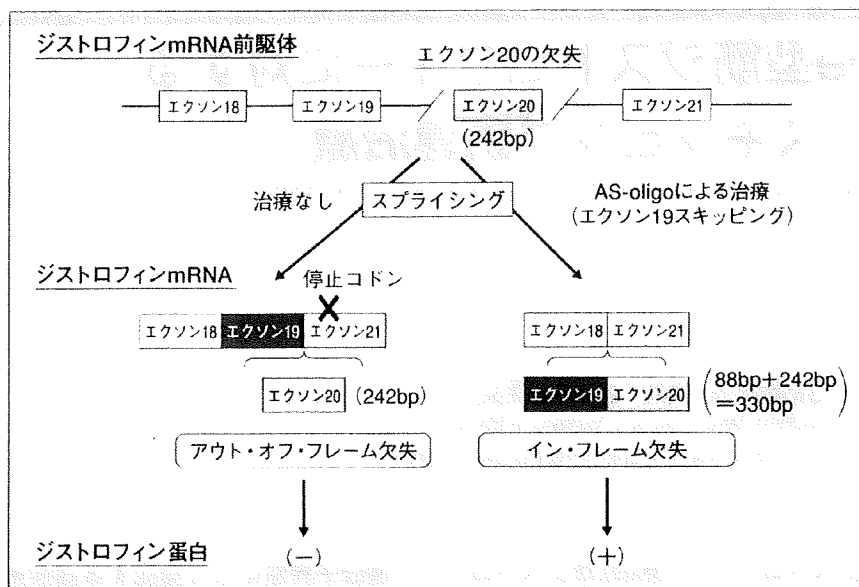 ジストロフィンmRNA前駆体
エクソン20の欠失
エクソン18 エクソン19 エクソン20 エクソン21
(242bp)
治療なし スプライシング AS-oligoによる治療
(エクソン19スキッピング)
ジストロフィンmRNA
停止コドン
エクソン18 エクソン19 エクソン21 エクソン18 エクソン21
エクソン20 (242bp) エクソン19 エクソン20 (88bp+242bp
=330bp)
アウト・オフ・フレーム欠失 イン・フレーム欠失
ジストロフィン蛋白 (−) (+)